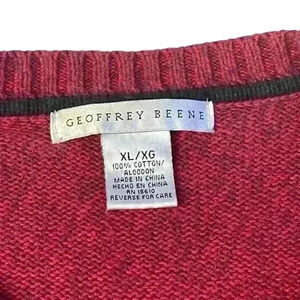 GEOFFREY BEENE
XL/XG
100% COTTON/
ALGODON
MADE IN CHINA
HECHO EN CHINA
RN 15610
REVERSE FOR CARE